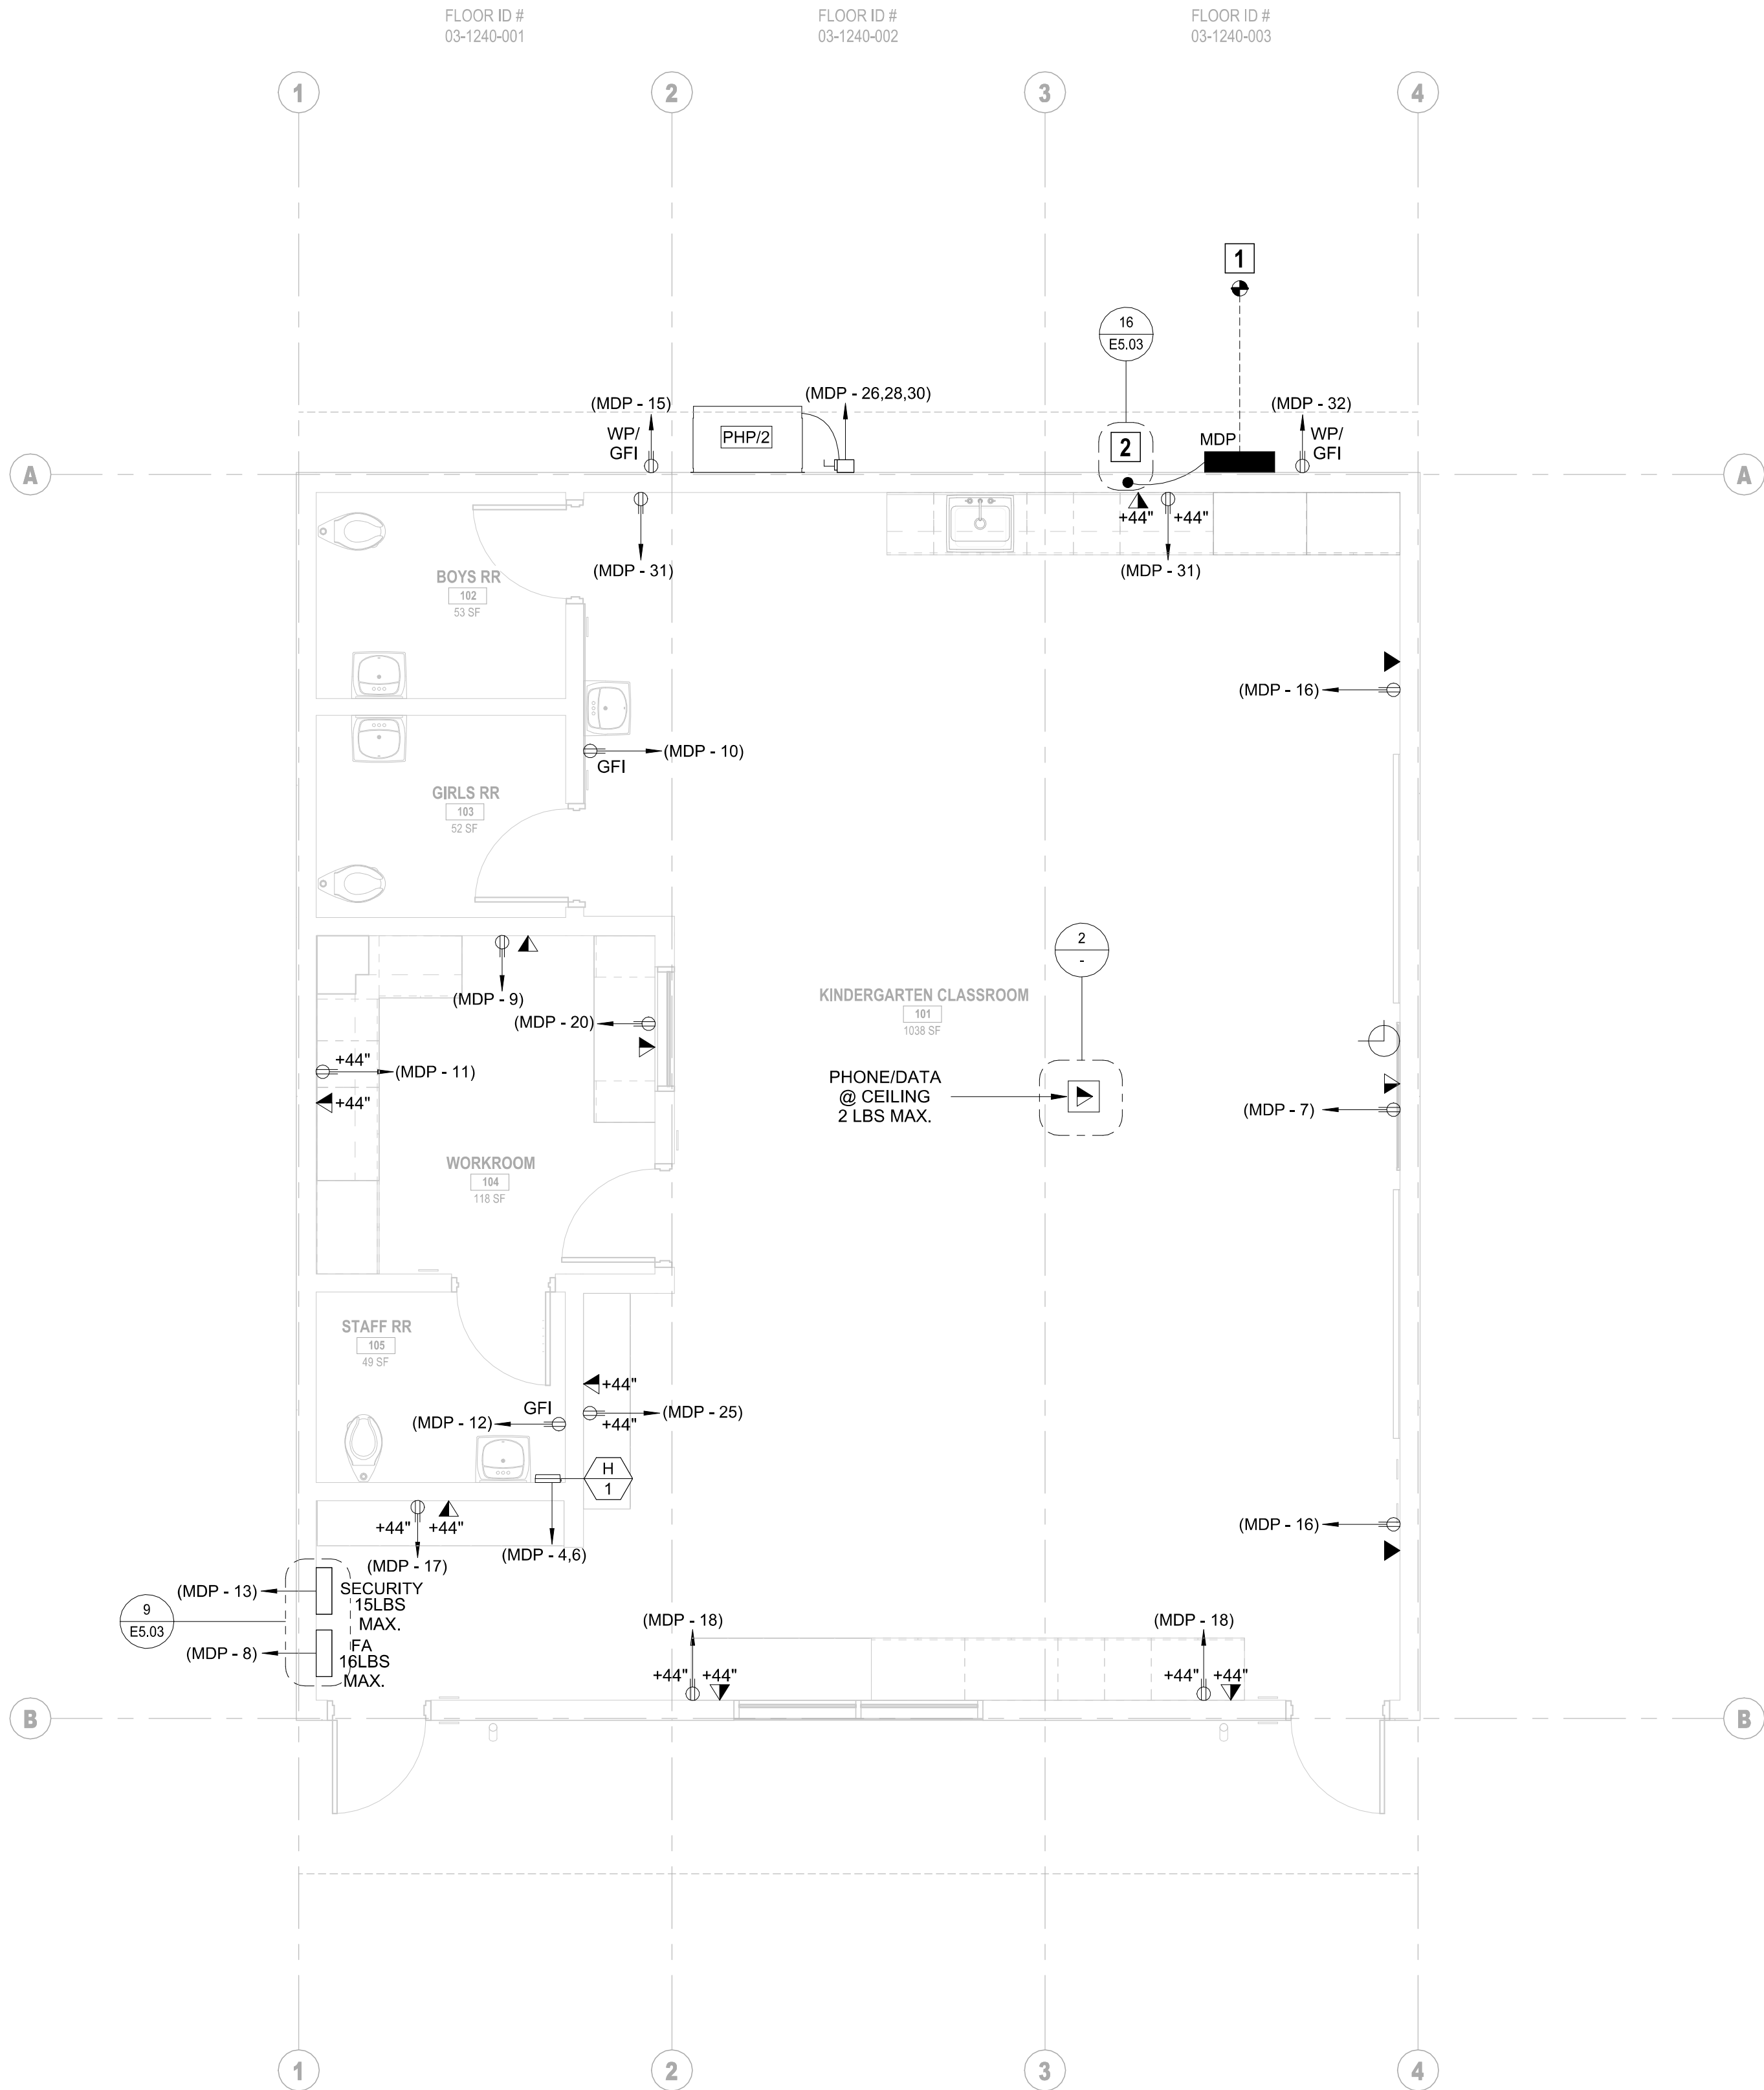 FLOOR ID #
03-1240-001
FLOOR ID #
03-1240-002
FLOOR ID #
03-1240-003
1
2
3
4
1
16
E5.03
(MDP - 15)
WP/
GFI
PHP/2
(MDP - 26,28,30)
2
MDP
(MDP - 32)
WP/
GFI
A
A
+44"
+44"
(MDP - 31)
(MDP - 31)
BOYS RR
102
53 SF
(MDP - 16)
(MDP - 10)
GFI
GIRLS RR
103
52 SF
2
-
(MDP - 9)
(MDP - 20)
KINDERGARTEN CLASSROOM
101
1038 SF
+44"
(MDP - 11)
+44"
PHONE/DATA
@ CEILING
2 LBS MAX.
(MDP - 7)
WORKROOM
104
118 SF
STAFF RR
105
49 SF
+44"
GFI
(MDP - 12)
(MDP - 25)
+44"
H
1
+44"
+44"
(MDP - 16)
(MDP - 4,6)
(MDP - 17)
(MDP - 13)
SECURITY
15LBS
MAX.
9
E5.03
(MDP - 8)
FA
16LBS
MAX.
(MDP - 18)
(MDP - 18)
+44"
+44"
+44"
+44"
B
B
1
2
3
4